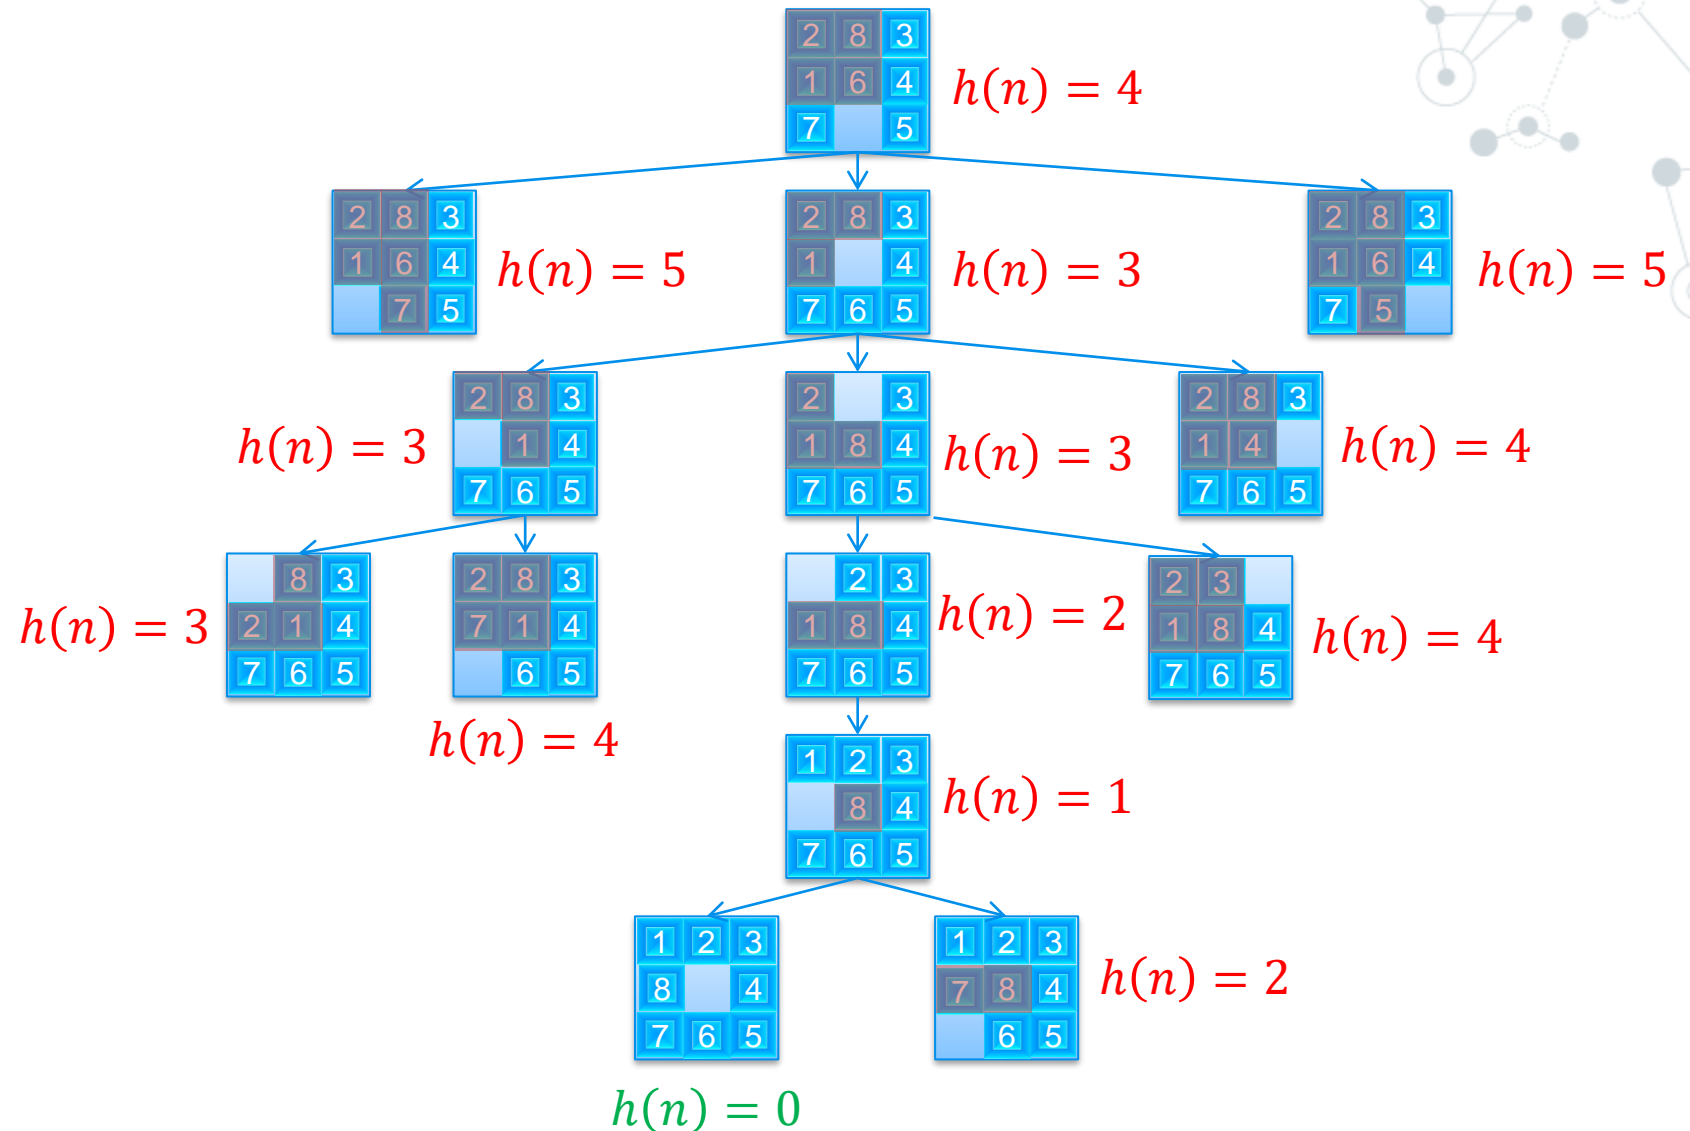 2 8 3
1 6 4
7 5
h(n) = 4
2 8 3
1 6 4
7 5
h(n) = 5
2 8 3
1 4
7 6 5
h(n) = 3
2 8 3
1 6 4
7 5
h(n) = 5
h(n) = 3
2 8 3
1 4
7 6 5
2 3
1 8 4
7 6 5
h(n) = 3
2 8 3
1 4
7 6 5
h(n) = 4
h(n) = 3
8 3
2 1 4
7 6 5
2 8 3
7 1 4
6 5
h(n) = 4
2 3
1 8 4
7 6 5
h(n) = 2
2 3
1 8 4
7 6 5
h(n) = 4
1 2 3
8 4
7 6 5
h(n) = 1
1 2 3
8 4
7 6 5
h(n) = 0
1 2 3
7 8 4
6 5
h(n) = 2